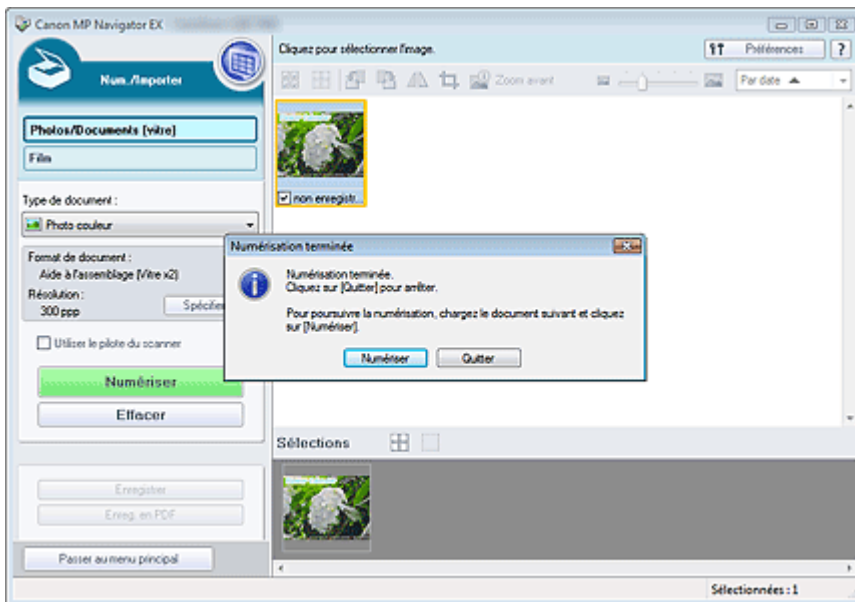 Canon MP Navigator EX
Num./Importer
Photos/Documents (vitre)
Film
Type de document :
Photo couleur
Format de document :
Aide à l'assemblage (Vitre x2)
Résolution :
300 ppp
Spécifier
Utiliser le pilote du scanner
Numériser
Effacer
Enregistrer
Enreg. en PDF
Passer au menu principal
Cliquez pour sélectionner l'image.
Préférences
?
Zoom avant
Par date
non enregistr...
Numérisation terminée
Numérisation terminée.
Cliquez sur [Quitter] pour arrêter.
Pour poursuivre la numérisation, chargez le document suivant et cliquez
sur [Numériser].
Numériser
Quitter
Sélections
Sélectionnées : 1